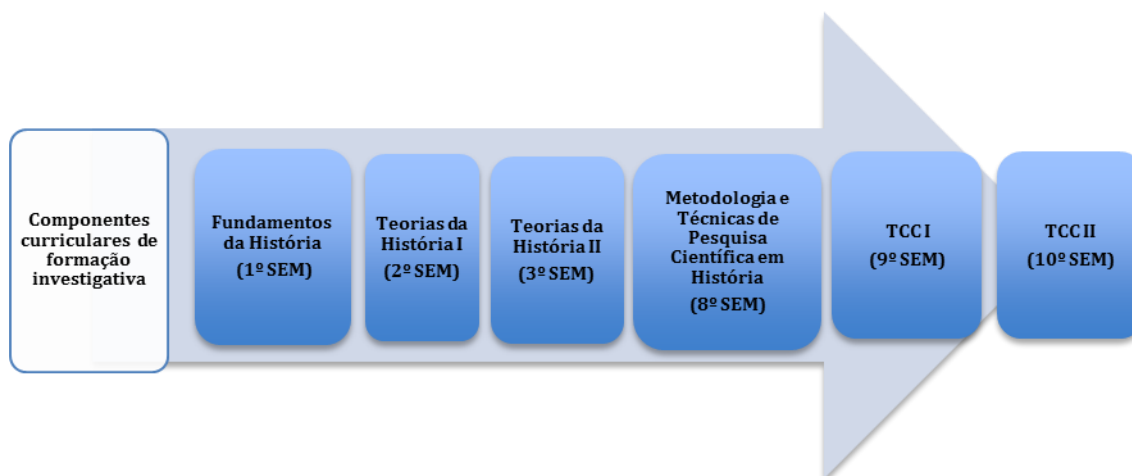 Componentes
curriculares de
formação
investigativa
Fundamentos
da História
(1º SEM)
Teorias da
História I
(2º SEM)
Teorias da
História II
(3º SEM)
Metodologia e
Técnicas de
Pesquisa
Científica em
História
(8º SEM)
TCC I
(9º SEM)
TCC II
(10º SEM)